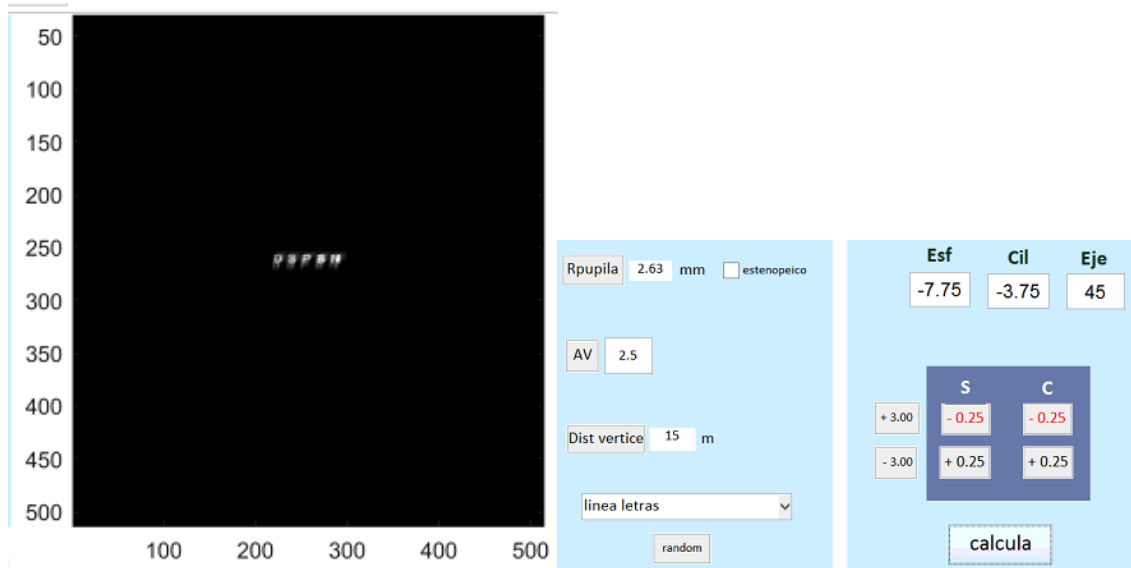 50
100
150
200
250
300
350
400
450
500
100 200 300 400 500
Rpupila 2.63 mm estenopeico
AV 2.5
Dist vertice 15 m
linea letras
random
Esf Cil Eje
-7.75 -3.75 45
S C
+ 3.00 - 0.25 - 0.25
- 3.00 + 0.25 + 0.25
calcula